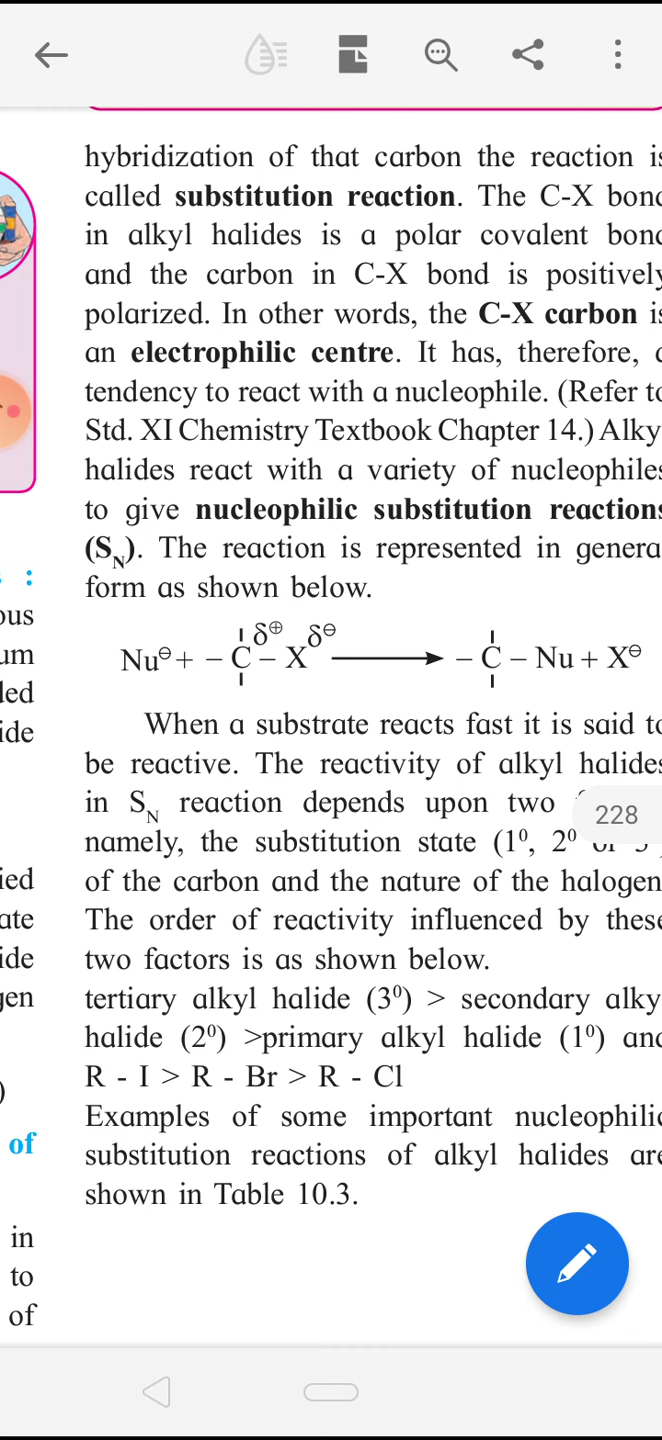 :
ous
um
led
ide
ied
ate
ide
gen
)
of
in
to
of
hybridization of that carbon the reaction is
called substitution reaction. The C-X bond
in alkyl halides is a polar covalent bond
and the carbon in C-X bond is positively
polarized. In other words, the C-X carbon is
an electrophilic centre. It has, therefore, a
tendency to react with a nucleophile. (Refer to
Std. XI Chemistry Textbook Chapter 14.) Alky
halides react with a variety of nucleophiles
to give nucleophilic substitution reactions
(S_N). The reaction is represented in genera
form as shown below.
Nu⊖ + – C δ⊕ – X δ⊖ ⟶ – C – Nu + X⊖
When a substrate reacts fast it is said to
be reactive. The reactivity of alkyl halides
in S_N reaction depends upon two
228
namely, the substitution state (1⁰, 2⁰ or 3
of the carbon and the nature of the halogen
The order of reactivity influenced by these
two factors is as shown below.
tertiary alkyl halide (3⁰) > secondary alky
halide (2⁰) >primary alkyl halide (1⁰) and
R - I > R - Br > R - Cl
Examples of some important nucleophilic
substitution reactions of alkyl halides are
shown in Table 10.3.